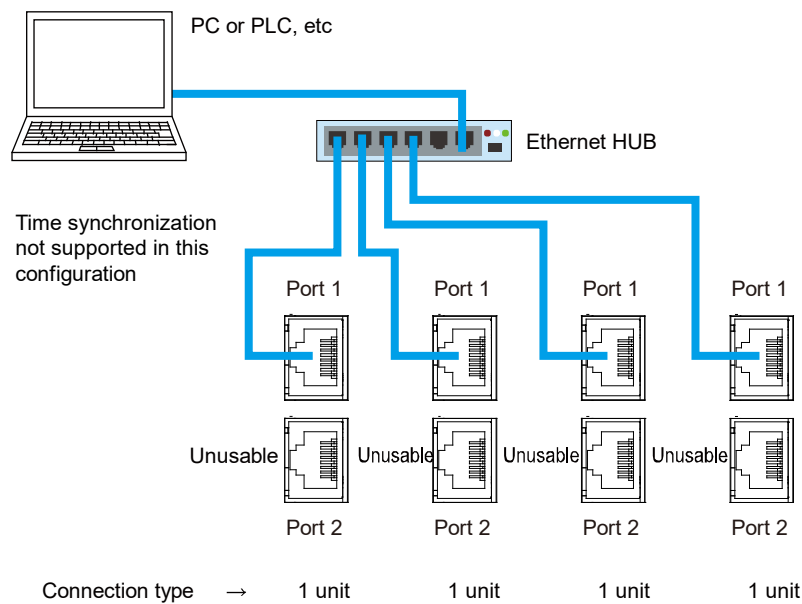 PC or PLC, etc
Ethernet HUB
Time synchronization
not supported in this
configuration
Port 1 Port 1 Port 1 Port 1
Unusable Unusable Unusable Unusable
Port 2 Port 2 Port 2 Port 2
Connection type → 1 unit 1 unit 1 unit 1 unit